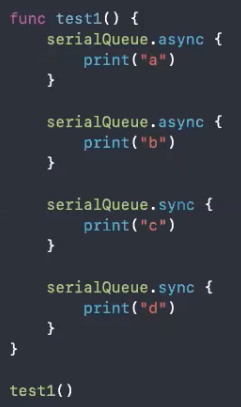 func test1() {
    serialQueue.async {
        print("a")
    }

    serialQueue.async {
        print("b")
    }

    serialQueue.sync {
        print("c")
    }

    serialQueue.sync {
        print("d")
    }
}

test1()